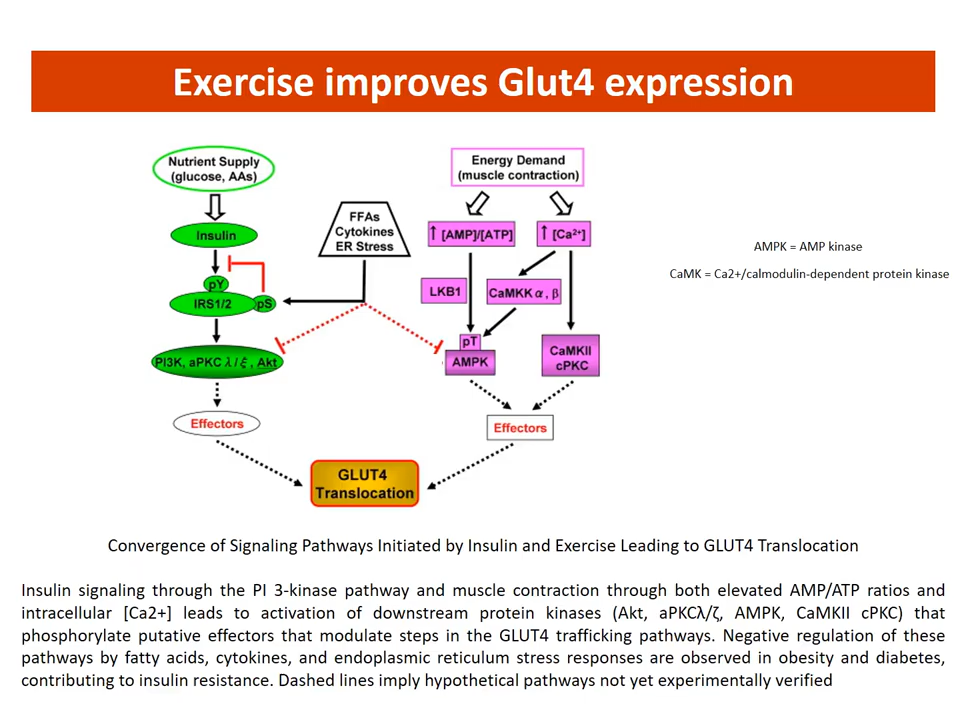 Exercise improves Glut4 expression
Nutrient Supply
(glucose, AAs)
Insulin
pY
IRS1/2
pS
PI3K, aPKC λ / ξ , Akt
Effectors
FFAs
Cytokines
ER Stress
Energy Demand
(muscle contraction)
↑ [AMP]/[ATP]
↑ [Ca²⁺]
LKB1
CaMKK α , β
pT
AMPK
CaMKII
cPKC
Effectors
GLUT4
Translocation
AMPK = AMP kinase
CaMK = Ca2+/calmodulin-dependent protein kinase
Convergence of Signaling Pathways Initiated by Insulin and Exercise Leading to GLUT4 Translocation
Insulin signaling through the PI 3-kinase pathway and muscle contraction through both elevated AMP/ATP ratios and
intracellular [Ca2+] leads to activation of downstream protein kinases (Akt, aPKCλ/ζ, AMPK, CaMKII cPKC) that
phosphorylate putative effectors that modulate steps in the GLUT4 trafficking pathways. Negative regulation of these
pathways by fatty acids, cytokines, and endoplasmic reticulum stress responses are observed in obesity and diabetes,
contributing to insulin resistance. Dashed lines imply hypothetical pathways not yet experimentally verified